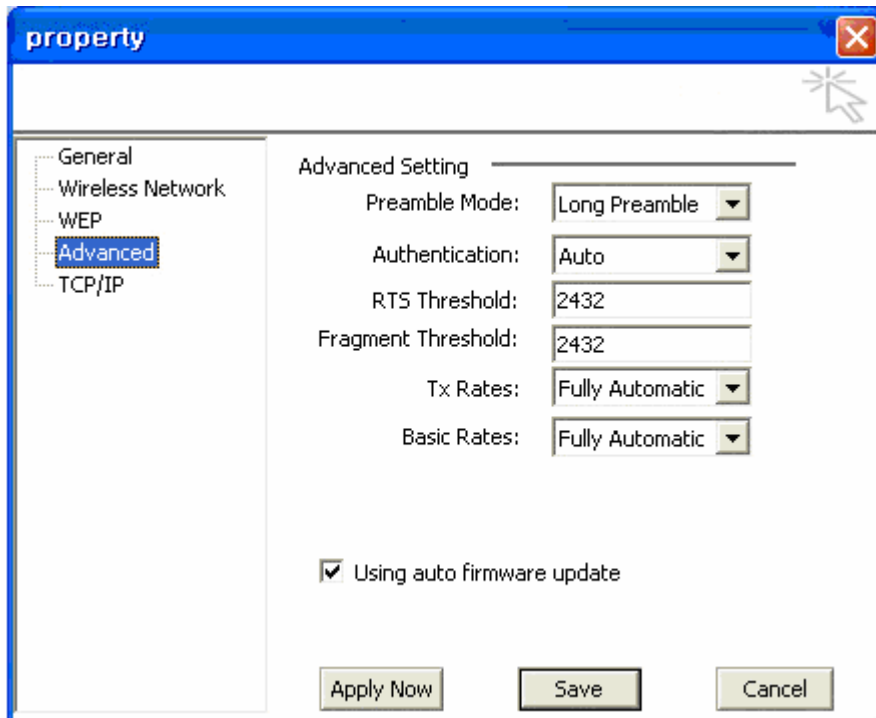 property
General
Wireless Network
WEP
Advanced
TCP/IP
Advanced Setting
Preamble Mode: Long Preamble
Authentication: Auto
RTS Threshold: 2432
Fragment Threshold: 2432
Tx Rates: Fully Automatic
Basic Rates: Fully Automatic
Using auto firmware update
Apply Now Save Cancel